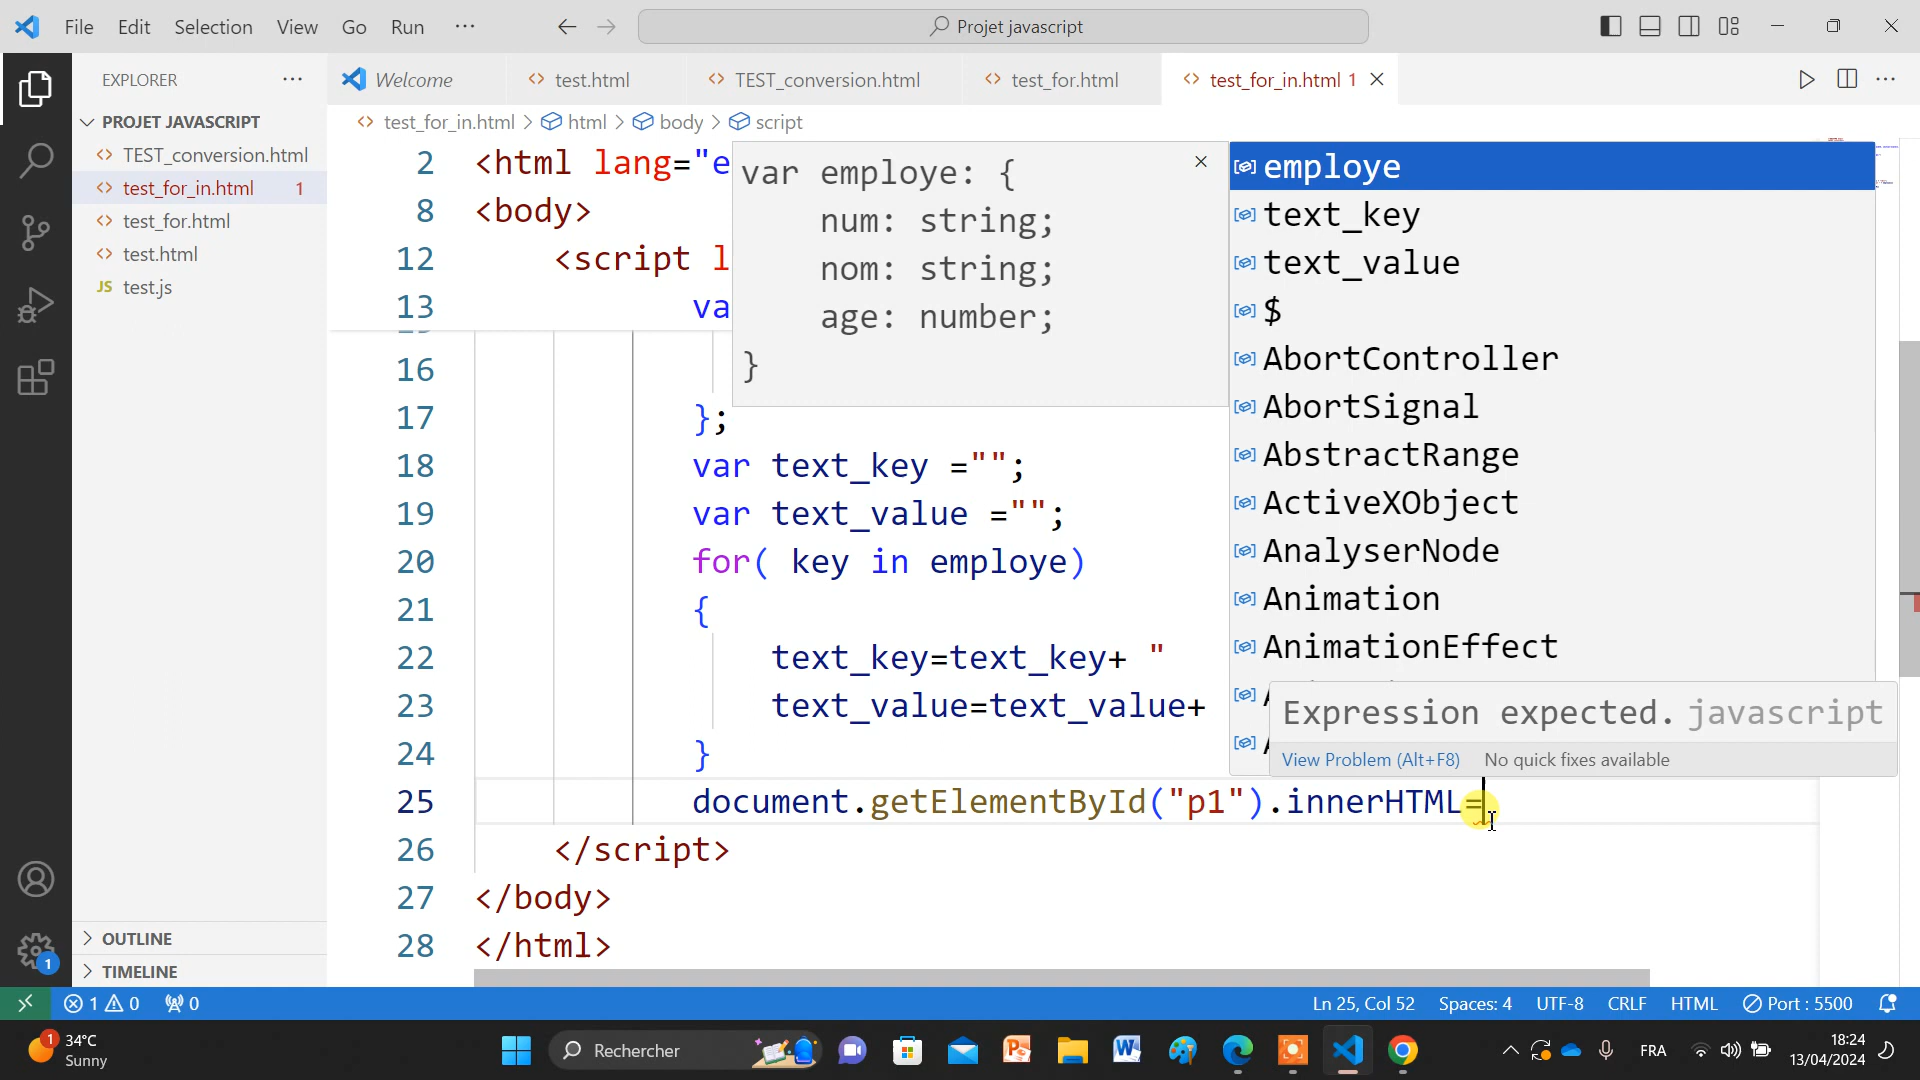 File Edit Selection View Go Run ···
Projet javascript
EXPLORER
Welcome
test.html
TEST_conversion.html
test_for.html
test_for_in.html 1
PROJET JAVASCRIPT
TEST_conversion.html
test_for_in.html 1
test_for.html
test.html
JS test.js
OUTLINE
TIMELINE
test_for_in.html > html > body > script
2 <html lang="e
8 <body>
12 <script l
13 va
16
17 };
18 var text_key ="";
19 var text_value ="";
20 for( key in employe)
21 {
22 text_key=text_key+ "
23 text_value=text_value+
24 }
25 document.getElementById("p1").innerHTML=
26 </script>
27 </body>
28 </html>
var employe: {
num: string;
nom: string;
age: number;
}
employe
text_key
text_value
$
AbortController
AbortSignal
AbstractRange
ActiveXObject
AnalyserNode
Animation
AnimationEffect
Expression expected. javascript
View Problem (Alt+F8) No quick fixes available
1
1 0 0
Ln 25, Col 52 Spaces: 4 UTF-8 CRLF HTML Port : 5500
1
34°C
Sunny
Rechercher
FRA
18:24
13/04/2024